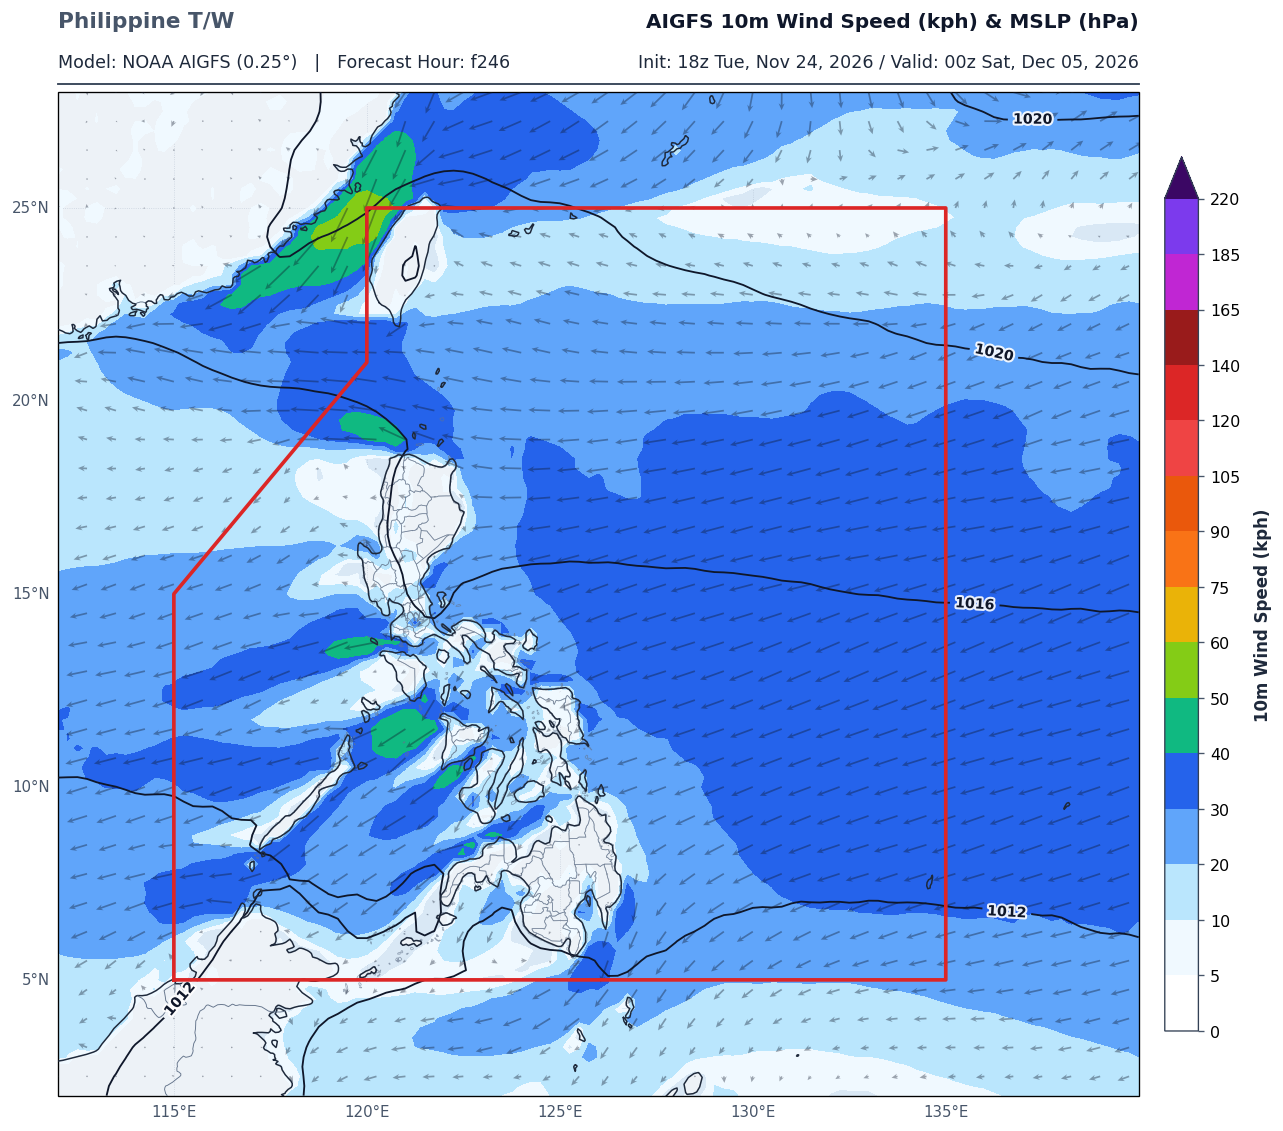 Philippine T/W
AIGFS 10m Wind Speed (kph) & MSLP (hPa)
Model: NOAA AIGFS (0.25°) | Forecast Hour: f246
Init: 18z Tue, Nov 24, 2026 / Valid: 00z Sat, Dec 05, 2026
1020
1020
1016
1012
1012
25°N
20°N
15°N
10°N
5°N
115°E
120°E
125°E
130°E
135°E
220
185
165
140
120
105
90
75
60
50
40
30
20
10
5
0
10m Wind Speed (kph)